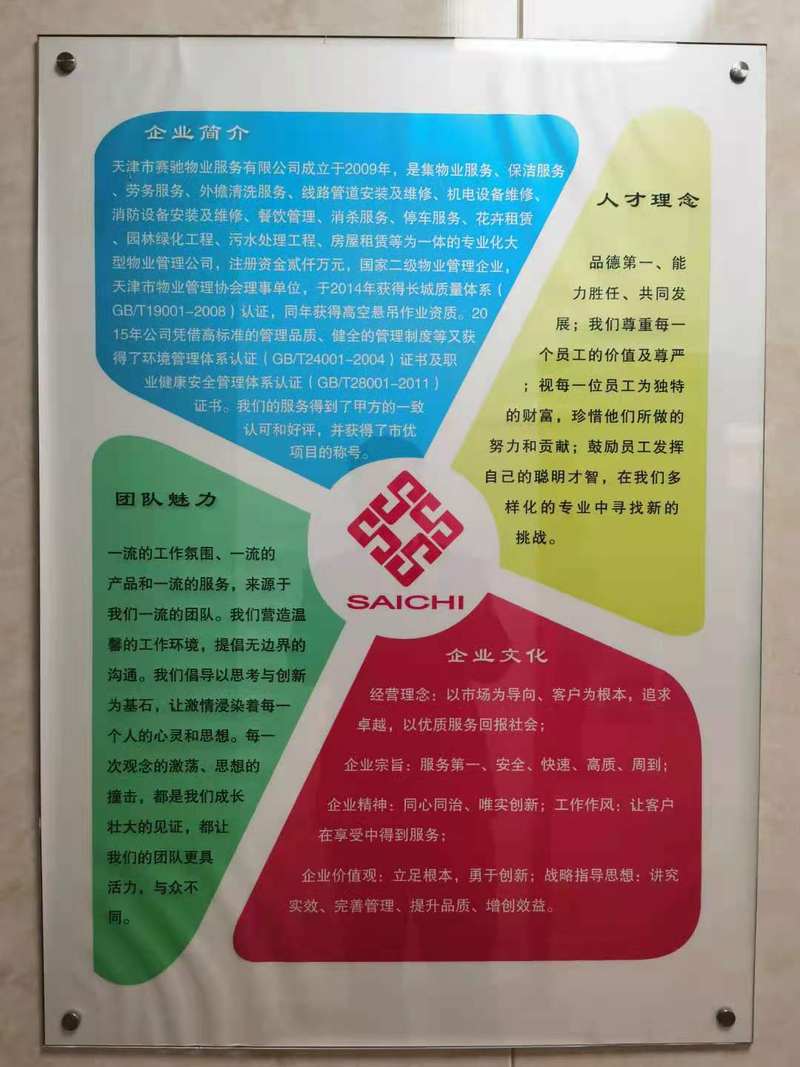 企业简介
天津市赛驰物业服务有限公司成立于2009年，是集物业服务、保洁服务
、劳务服务、外檐清洗服务、线路管道安装及维修、机电设备维修、
消防设备安装及维修、餐饮管理、消杀服务、停车服务、花卉租赁
、园林绿化工程、污水处理工程、房屋租赁等为一体的专业化大
型物业管理公司，注册资金贰仟万元，国家二级物业管理企业，
天津市物业管理协会理事单位，于2014年获得长城质量体系（
GB/T19001-2008）认证，同年获得高空悬吊作业资质。20
15年公司凭借高标准的管理品质、健全的管理制度等又获
得了环境管理体系认证（GB/T24001-2004）证书及职
业健康安全管理体系认证（GB/T28001-2011）
证书。我们的服务得到了甲方的一致
认可和好评，并获得了市优
项目的称号。
人才理念
品德第一、能
力胜任、共同发
展；我们尊重每一
个员工的价值及尊严
；视每一位员工为独特
的财富，珍惜他们所做的
努力和贡献；鼓励员工发挥
自己的聪明才智，在我们多
样化的专业中寻找新的
挑战。
团队魅力
一流的工作氛围、一流的
产品和一流的服务，来源于
我们一流的团队。我们营造温
馨的工作环境，提倡无边界的
沟通。我们倡导以思考与创新
为基石，让激情浸染着每一
个人的心灵和思想。每一
次观念的激荡、思想的
撞击，都是我们成长
壮大的见证，都让
我们的团队更具
活力，与众不
同。
SAICHI
企业文化
经营理念：以市场为导向、客户为根本，追求
卓越，以优质服务回报社会；
企业宗旨：服务第一、安全、快速、高质、周到；
企业精神：同心同治、唯实创新；工作作风：让客户
在享受中得到服务；
企业价值观：立足根本，勇于创新；战略指导思想：讲究
实效、完善管理、提升品质、增创效益。